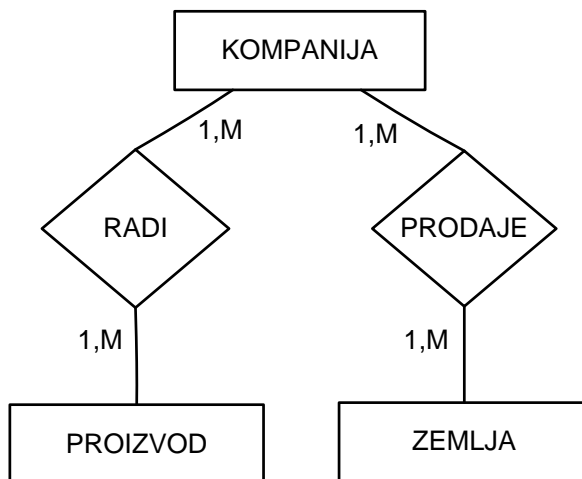 KOMPANIJA
1,M
1,M
RADI
PRODAJE
1,M
1,M
PROIZVOD
ZEMLJA